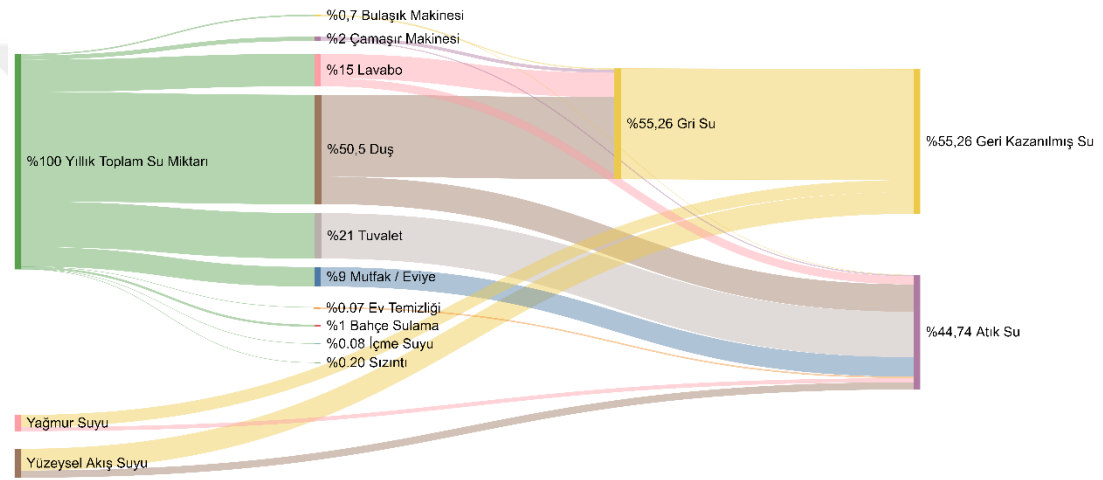 %0,7 Bulaşık Makinesi
%2 Çamaşır Makinesi
%15 Lavabo
%55,26 Gri Su
%50,5 Duş
%55,26 Geri Kazanılmış Su
%100 Yıllık Toplam Su Miktarı
%21 Tuvalet
%9 Mutfak / Eviye
%0.07 Ev Temizliği
%1 Bahçe Sulama
%44,74 Atık Su
%0.08 İçme Suyu
%0.20 Sızıntı
Yağmur Suyu
Yüzeysel Akış Suyu